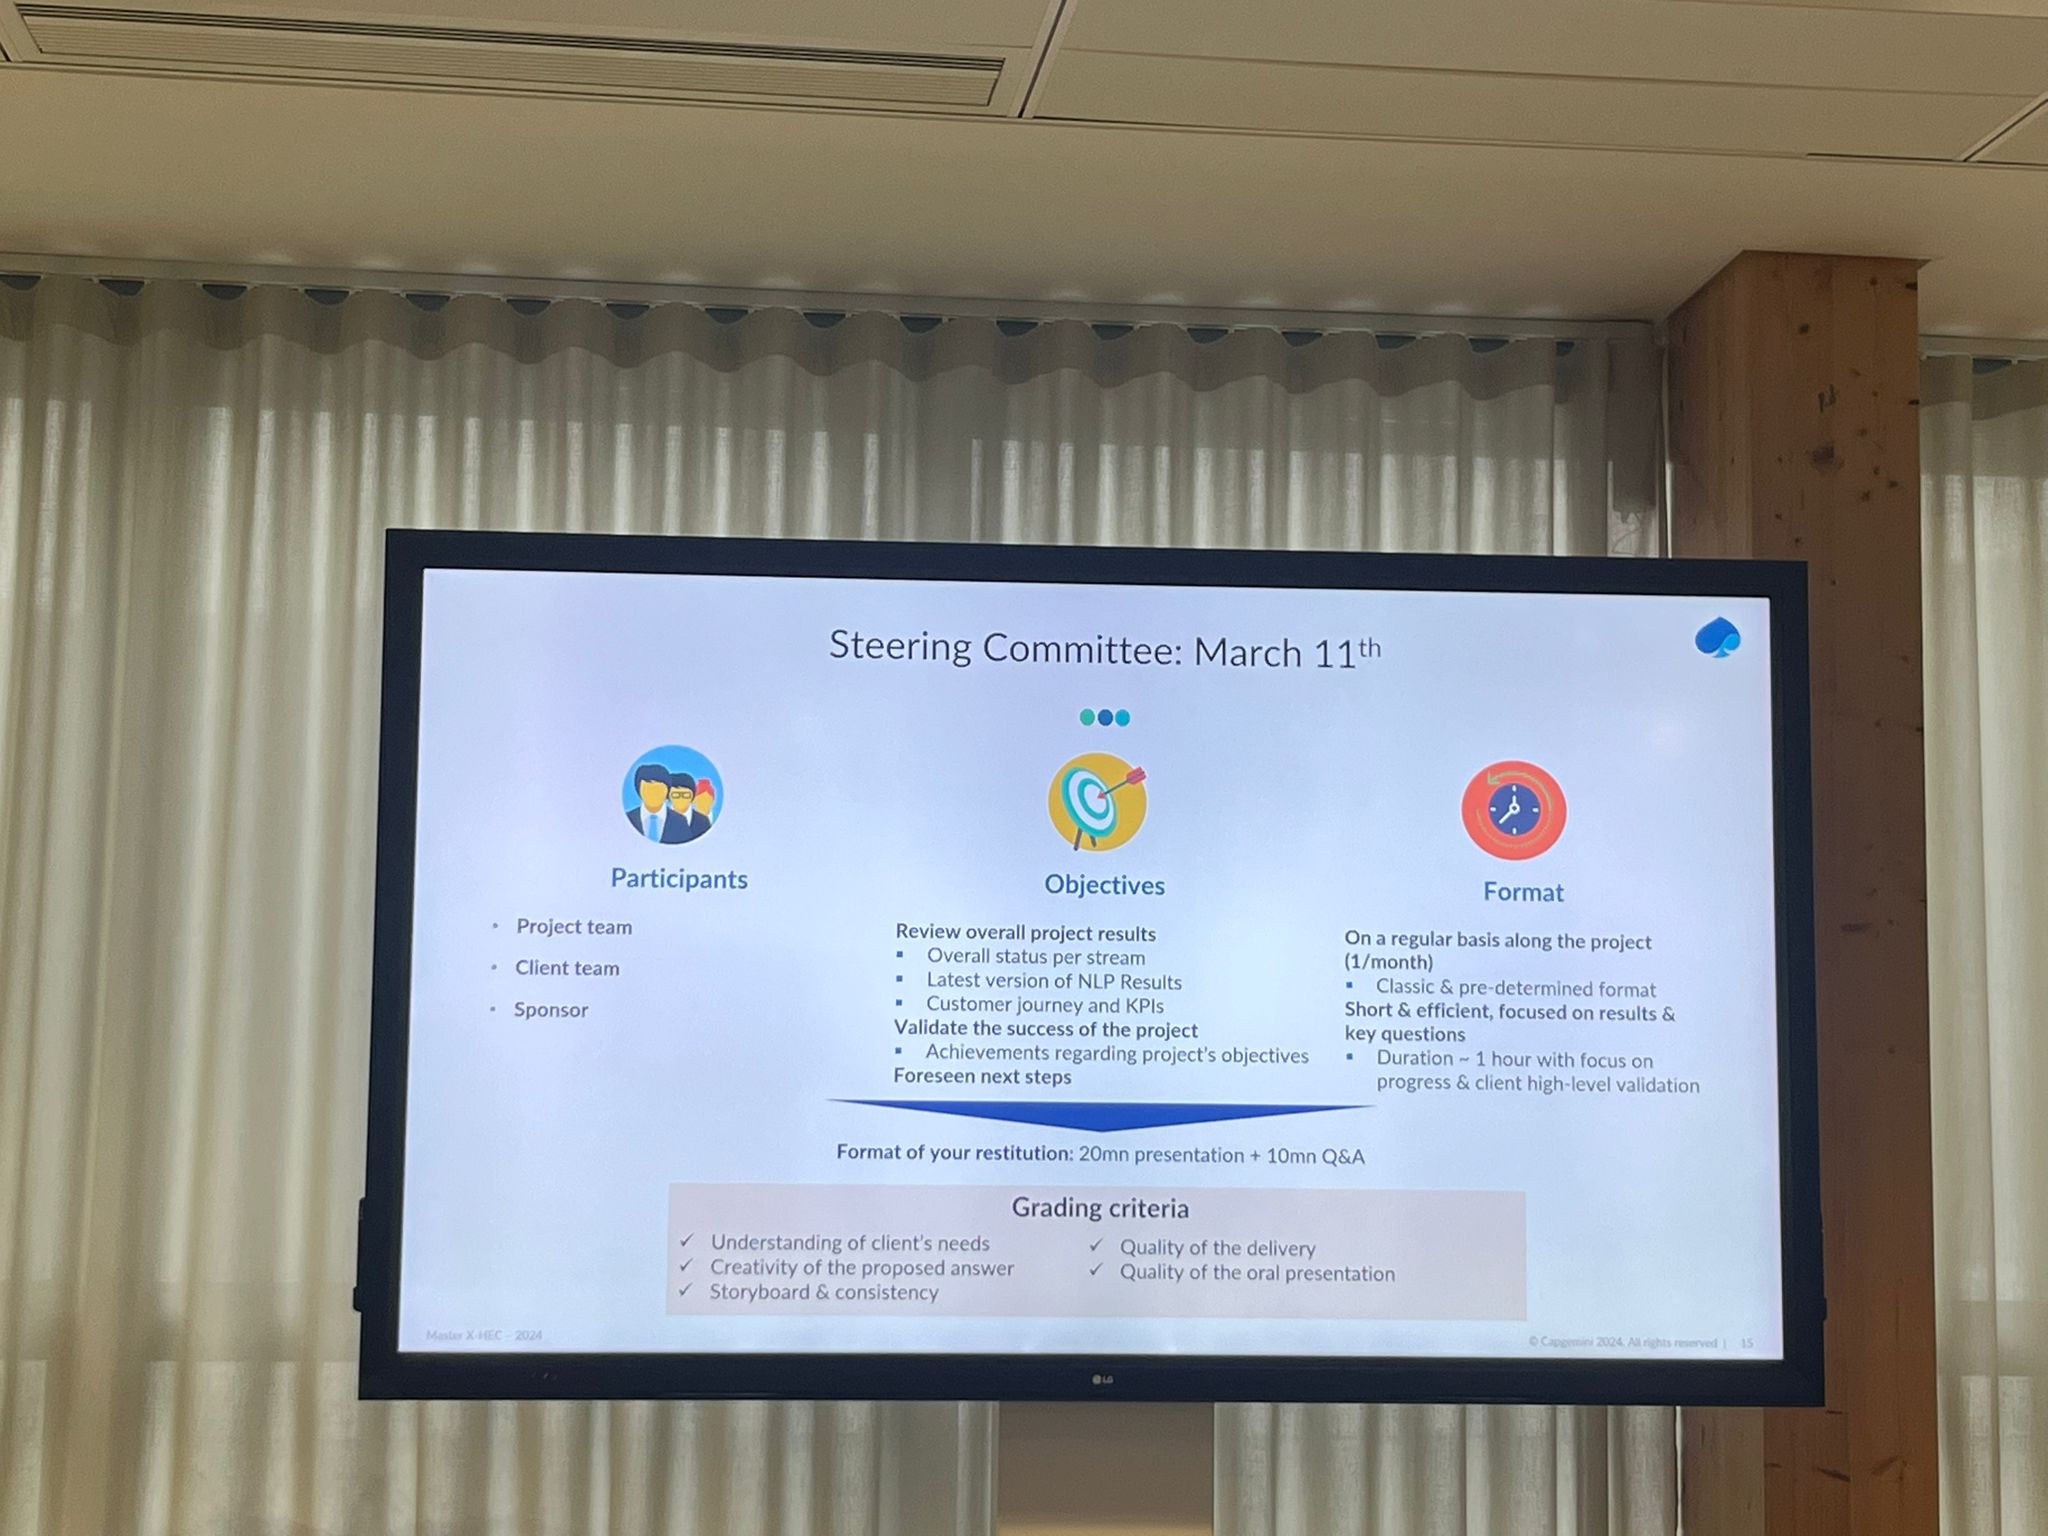 Steering Committee: March 11th
Participants
• Project team
• Client team
• Sponsor
Objectives
Review overall project results
▪ Overall status per stream
▪ Latest version of NLP Results
▪ Customer journey and KPIs
Validate the success of the project
▪ Achievements regarding project's objectives
Foreseen next steps
Format
On a regular basis along the project
(1/month)
▪ Classic & pre-determined format
Short & efficient, focused on results &
key questions
▪ Duration ~ 1 hour with focus on
progress & client high-level validation
Format of your restitution: 20mn presentation + 10mn Q&A
Grading criteria
✓ Understanding of client's needs
✓ Creativity of the proposed answer
✓ Storyboard & consistency
✓ Quality of the delivery
✓ Quality of the oral presentation
Master X-HEC – 2024
© Capgemini 2024. All rights reserved | 15
LG